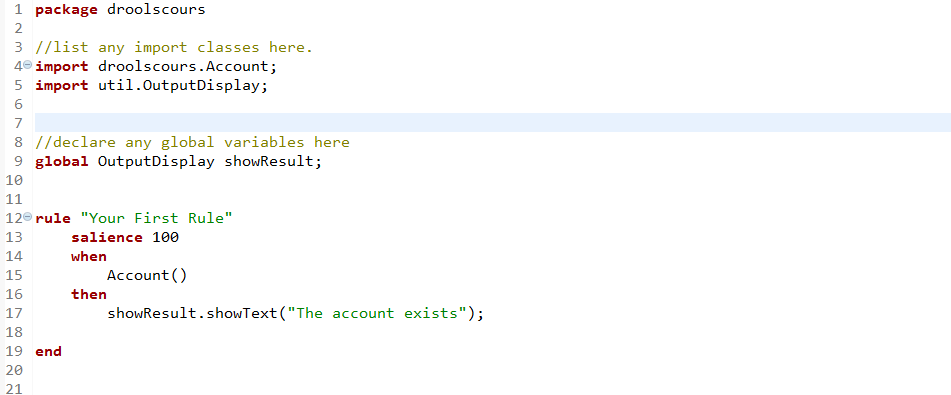 1 package droolscours
2
3 //list any import classes here.
4 import droolscours.Account;
5 import util.OutputDisplay;
6
7
8 //declare any global variables here
9 global OutputDisplay showResult;
10
11
12 rule "Your First Rule"
13     salience 100
14     when
15         Account()
16     then
17         showResult.showText("The account exists");
18
19 end
20
21